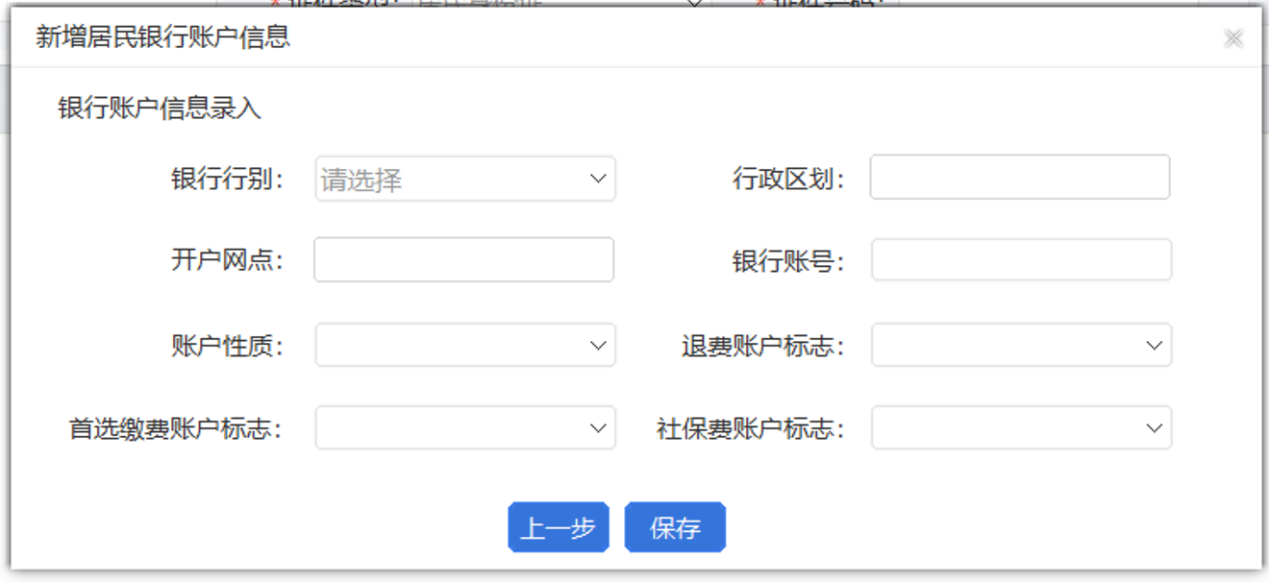 新增居民银行账户信息
银行账户信息录入
银行行别： 请选择 行政区划：
开户网点： 银行账号：
账户性质： 退费账户标志：
首选缴费账户标志： 社保费账户标志：
上一步 保存